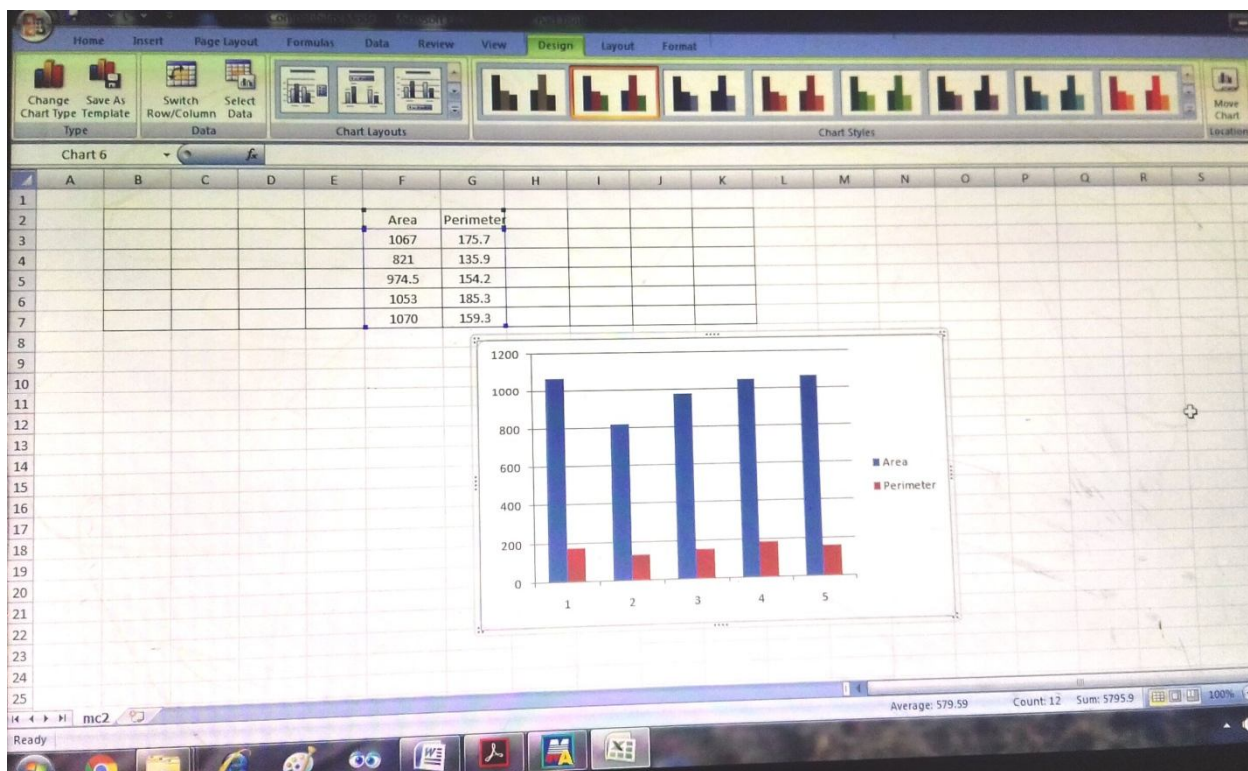 Home Insert Page Layout Formulas Data Review View Design Layout Format
Change Chart Type Save As Template Switch Row/Column Select Data Move Chart
Type Data Chart Layouts Chart Styles Location
Chart 6 fx
A B C D E F G H I J K L M N O P Q R S
1
2 Area Perimeter
3 1067 175.7
4 821 135.9
5 974.5 154.2
6 1053 185.3
7 1070 159.3
8
9
10
11
12
13
14
15
16
17
18
19
20
21
22
23
24
25
1200
1000
800
600
400
200
0
1 2 3 4 5
Area
Perimeter
mc2
Ready Average: 579.59 Count: 12 Sum: 5795.9 100%